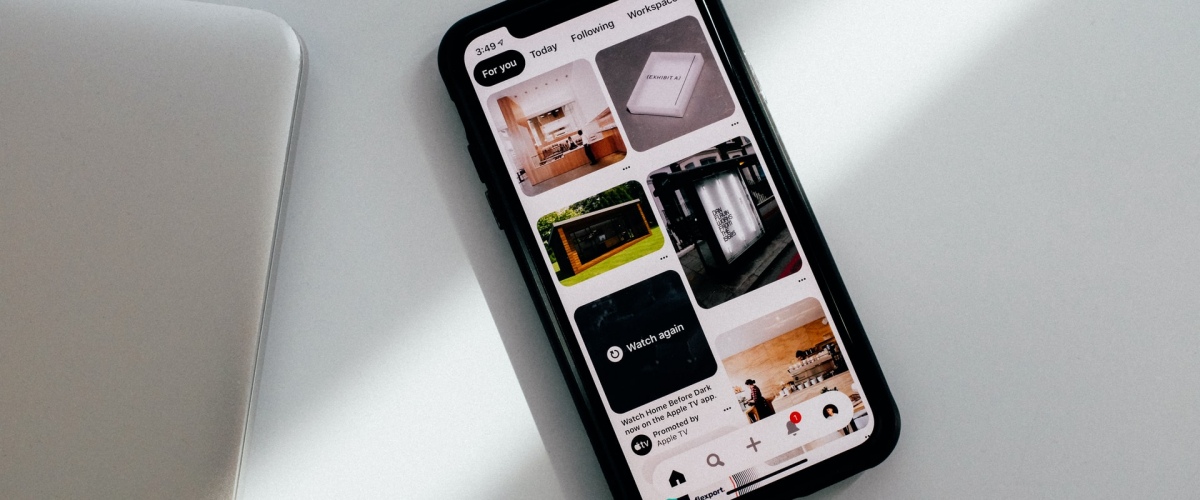 3:49
For you
Today
Following
Workspace
(EXHIBIT A)
Watch again
Watch Home Before Dark
now on the Apple TV app.
Promoted by
Apple TV
tv
1
flexport.